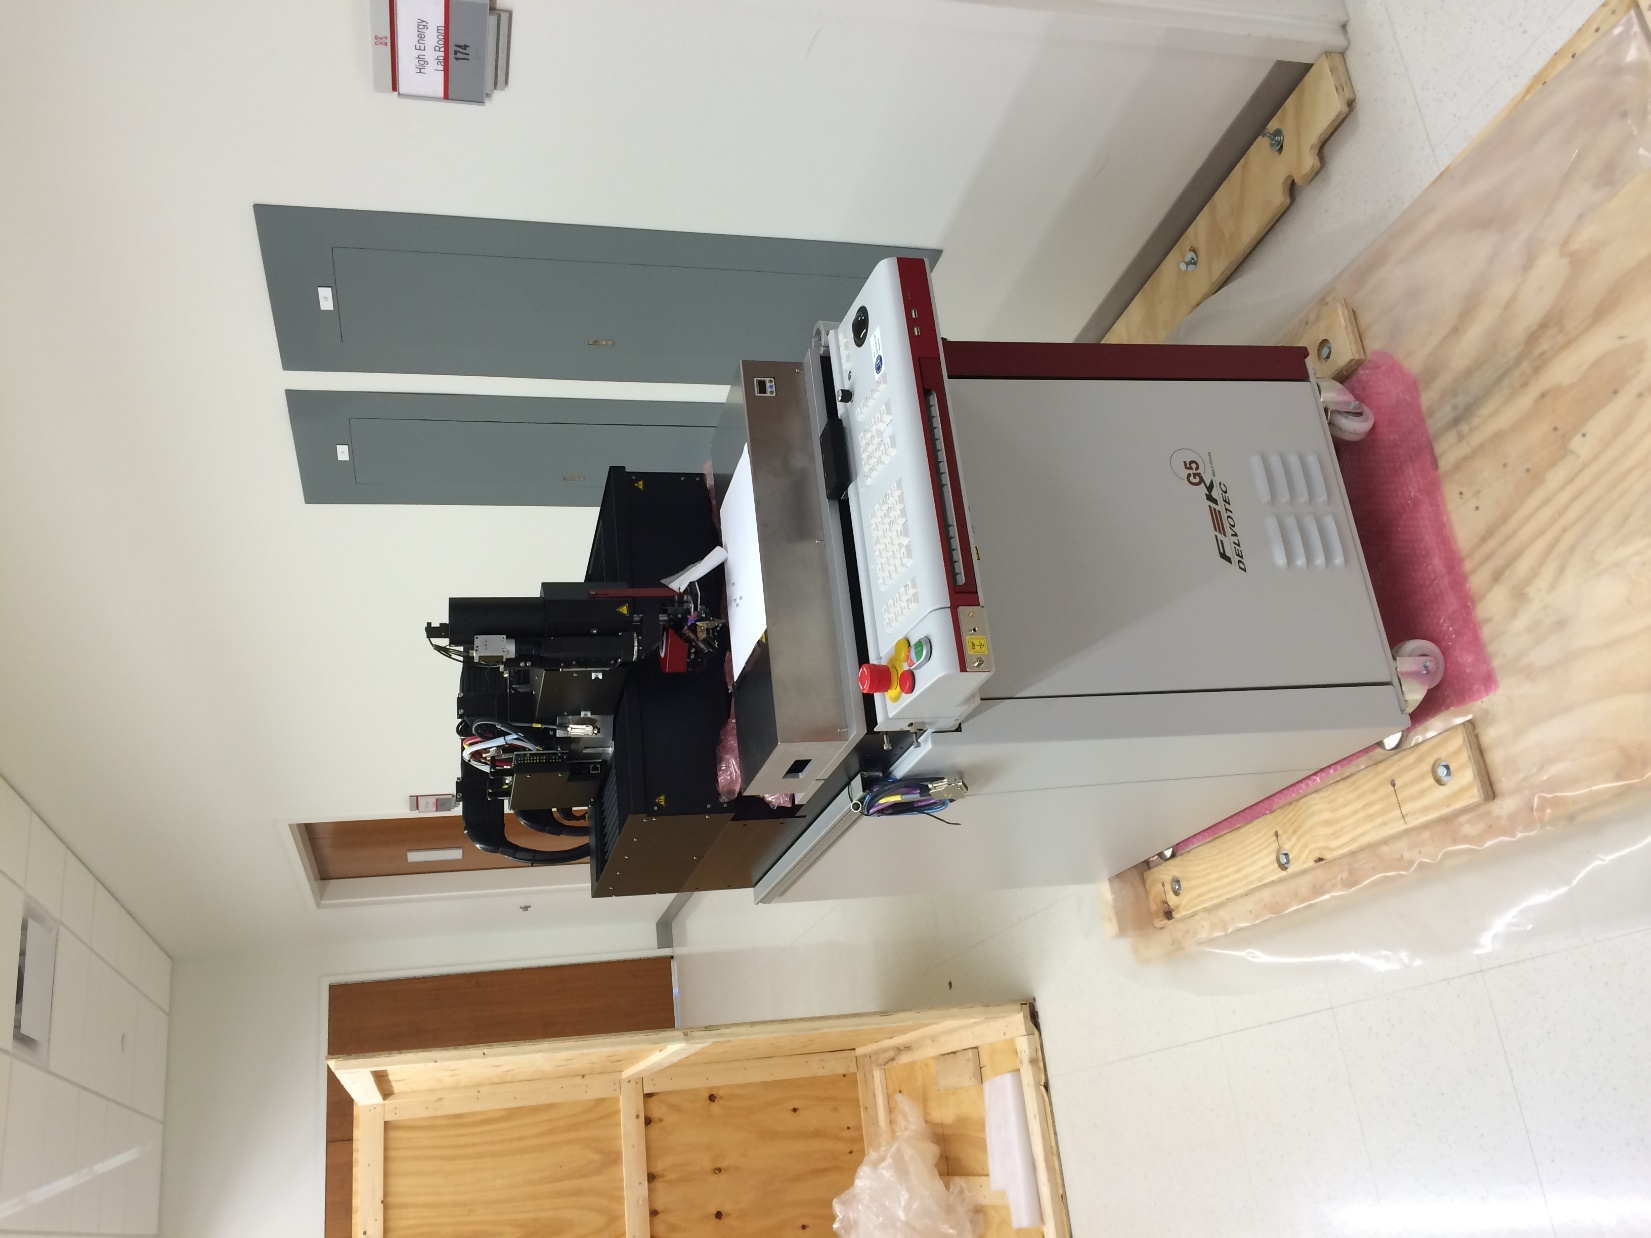 High Energy
Lab Room
174
F&K
DELVOTEC
G5